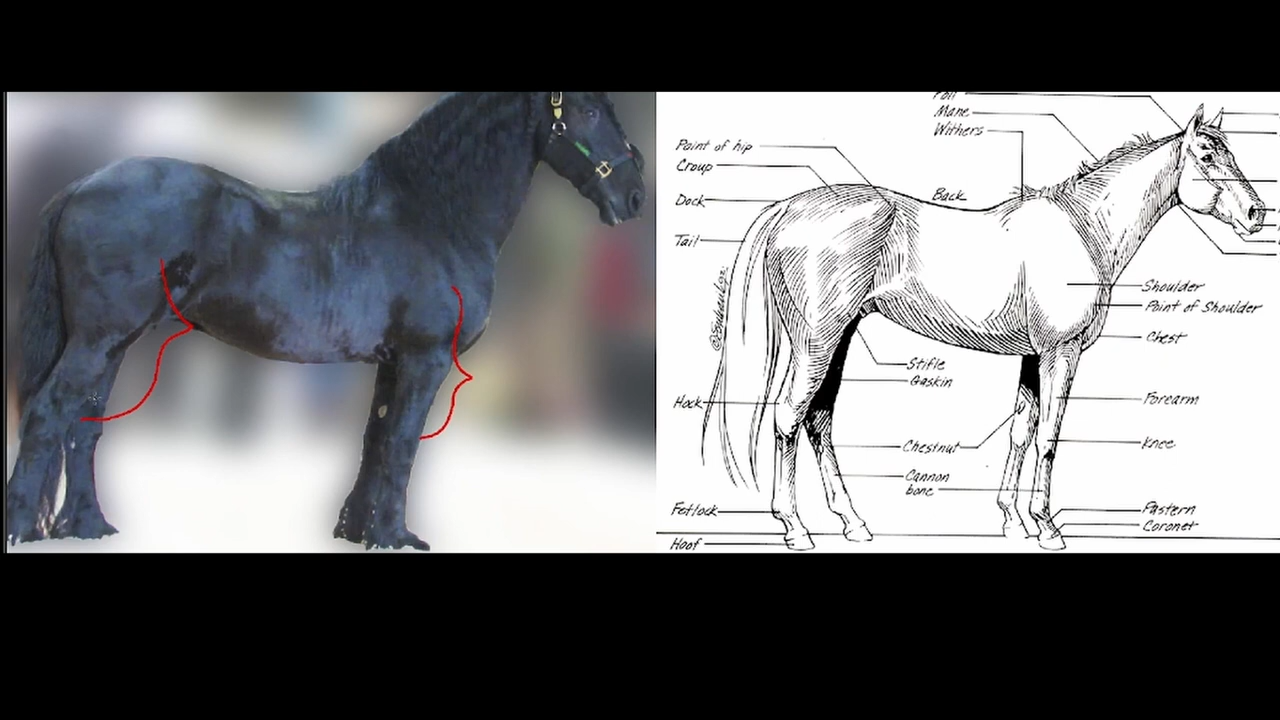 Poll
Mane
Withers
Point of hip
Croup
Back
Dock
Tail
Shoulder
Point of Shoulder
Chest
Stifle
Gaskin
Hock
Forearm
Chestnut
Knee
Cannon
bone
Fetlock
Pastern
Coronet
Hoof